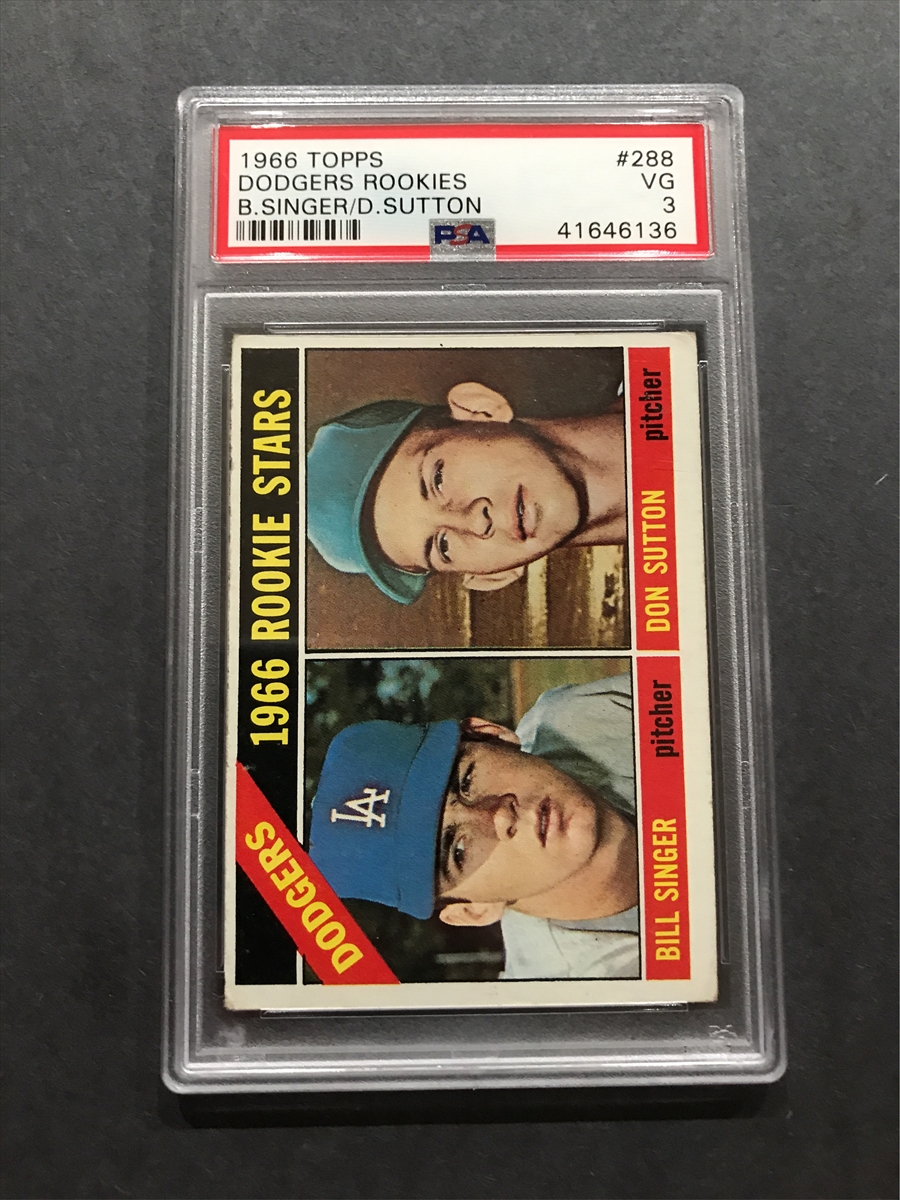 1966 TOPPS #288
DODGERS ROOKIES VG
B.SINGER/D.SUTTON 3
PSA 41646136
1966 ROOKIE STARS
DODGERS
LA
BILL SINGER pitcher
DON SUTTON pitcher